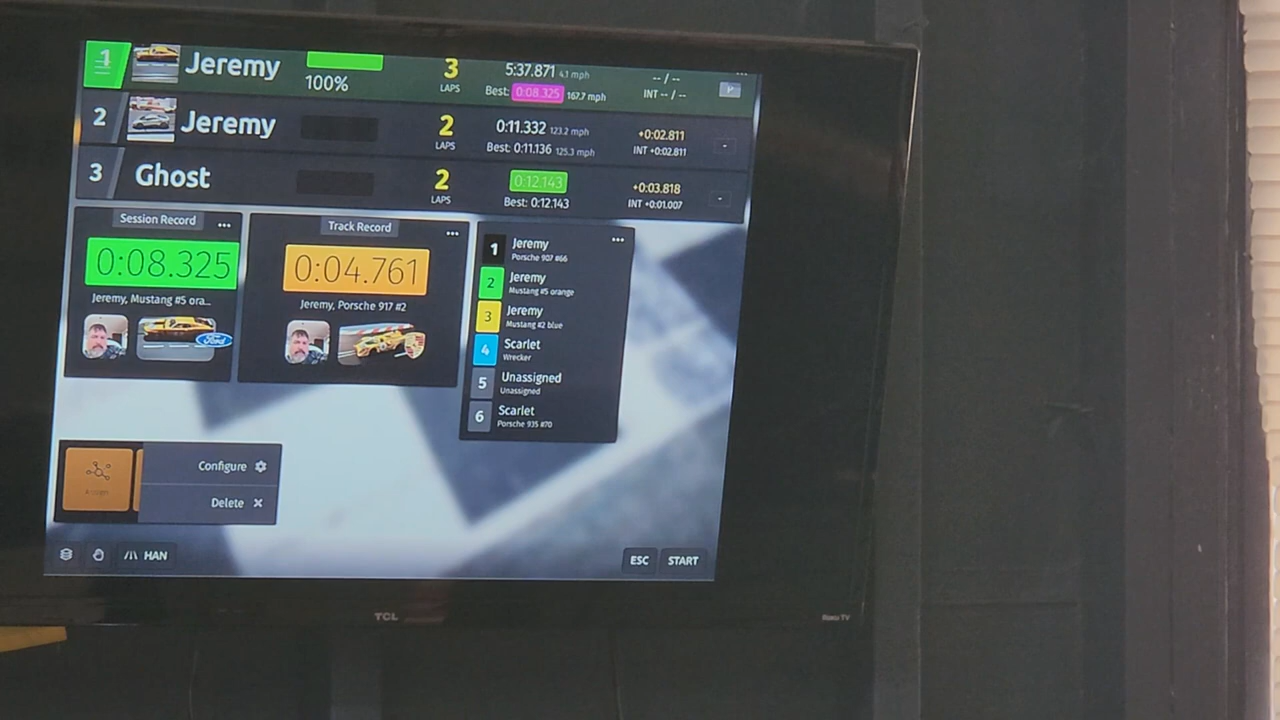 1 Jeremy 100% 3 LAPS 5:37.871 4.1 mph -- / --
Best: 0:08.325 167.7 mph INT -- / --
2 Jeremy 2 LAPS 0:11.332 123.2 mph +0:02.811
Best: 0:11.136 125.3 mph INT +0:02.811 -
3 Ghost 2 LAPS 0:12.143 +0:03.818
Best: 0:12.143 INT +0:01.007 -
Session Record ...
0:08.325
Jeremy, Mustang #5 ora...
Ford
Track Record ...
0:04.761
Jeremy, Porsche 917 #2
...
1 Jeremy
Porsche 907 #66
2 Jeremy
Mustang #5 orange
3 Jeremy
Mustang #2 blue
4 Scarlet
Wrecker
5 Unassigned
Unassigned
6 Scarlet
Porsche 935 #70
Configure
Delete
HAN
ESC START
TCL
Roku TV